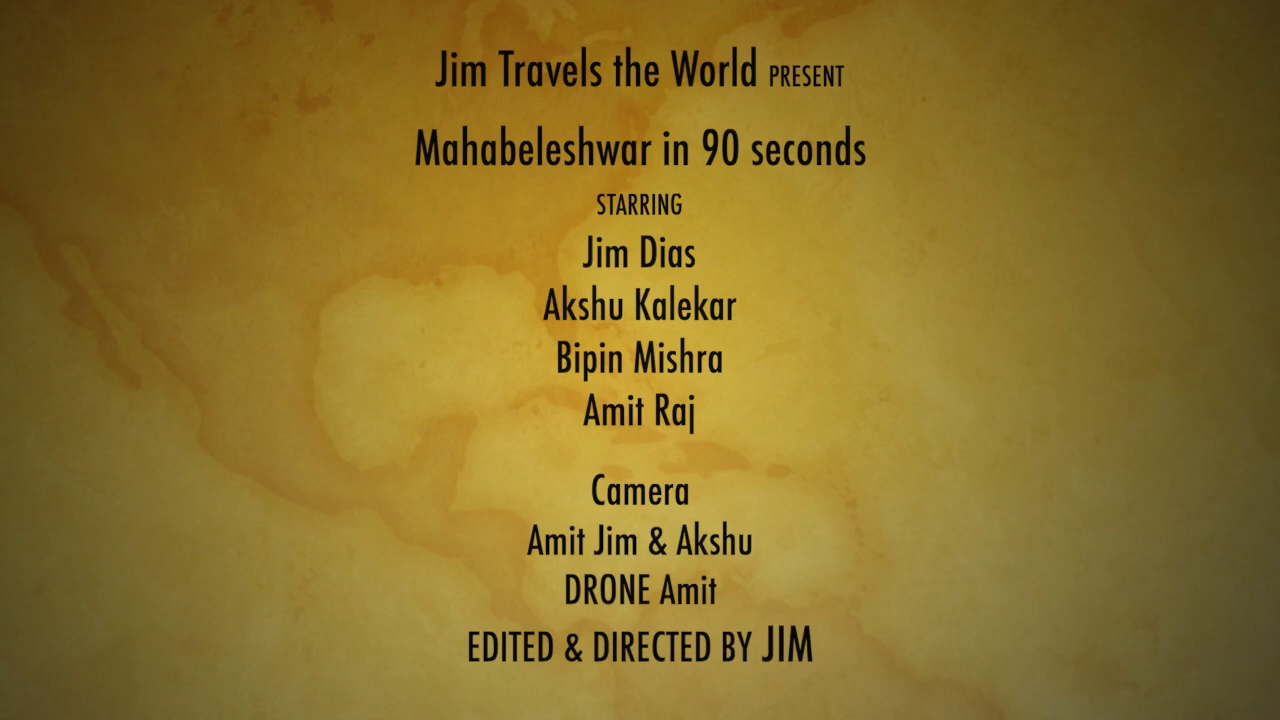 Jim Travels the World PRESENT
Mahabeleshwar in 90 seconds
STARRING
Jim Dias
Akshu Kalekar
Bipin Mishra
Amit Raj
Camera
Amit Jim & Akshu
DRONE Amit
EDITED & DIRECTED BY JIM